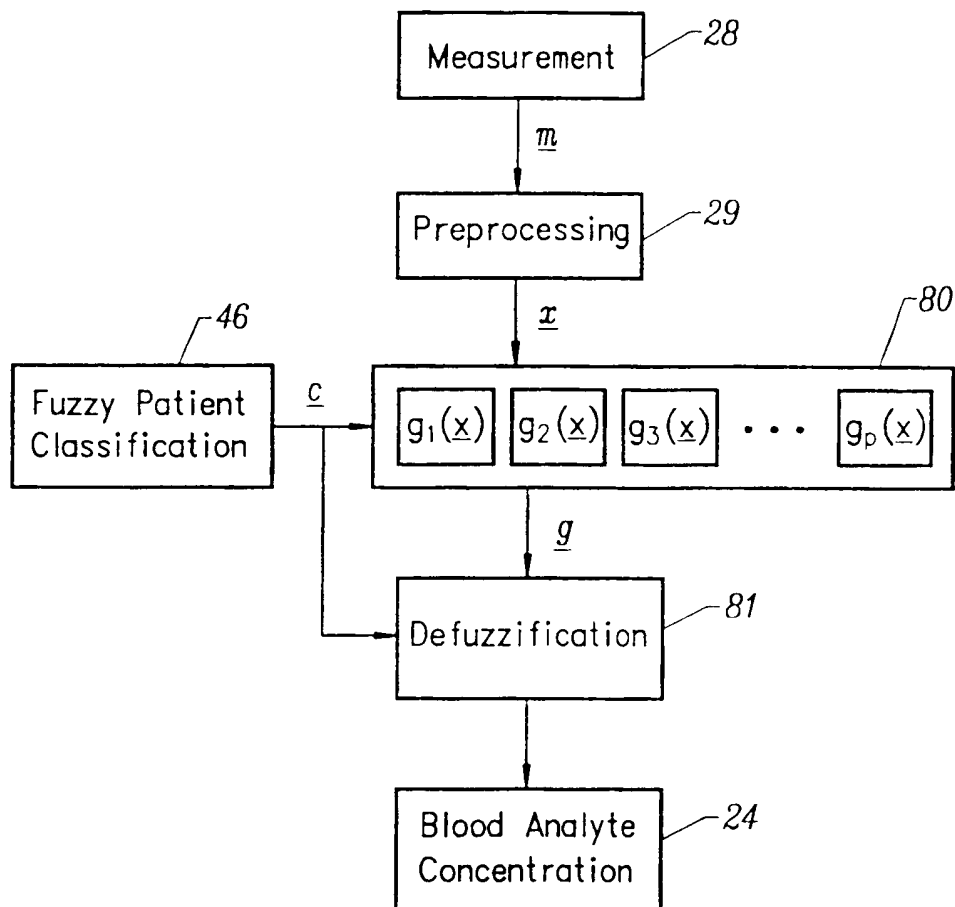 Measurement
28
m
Preprocessing
29
x
80
46
Fuzzy Patient
Classification
c
g₁(x) g₂(x) g₃(x) ··· gₚ(x)
g
Defuzzification
81
Blood Analyte
Concentration
24